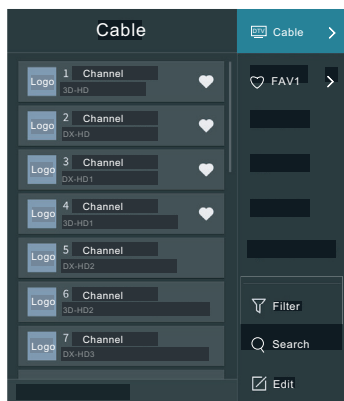 Cable
Logo
1 Channel
3D-HD
Logo
2 Channel
DX-HD
Logo
3 Channel
DX-HD1
Logo
4 Channel
3D-HD1
Logo
5 Channel
DX-HD2
Logo
6 Channel
3D-HD2
Logo
7 Channel
DX-HD3
DTV Cable
FAV1
Filter
Search
Edit